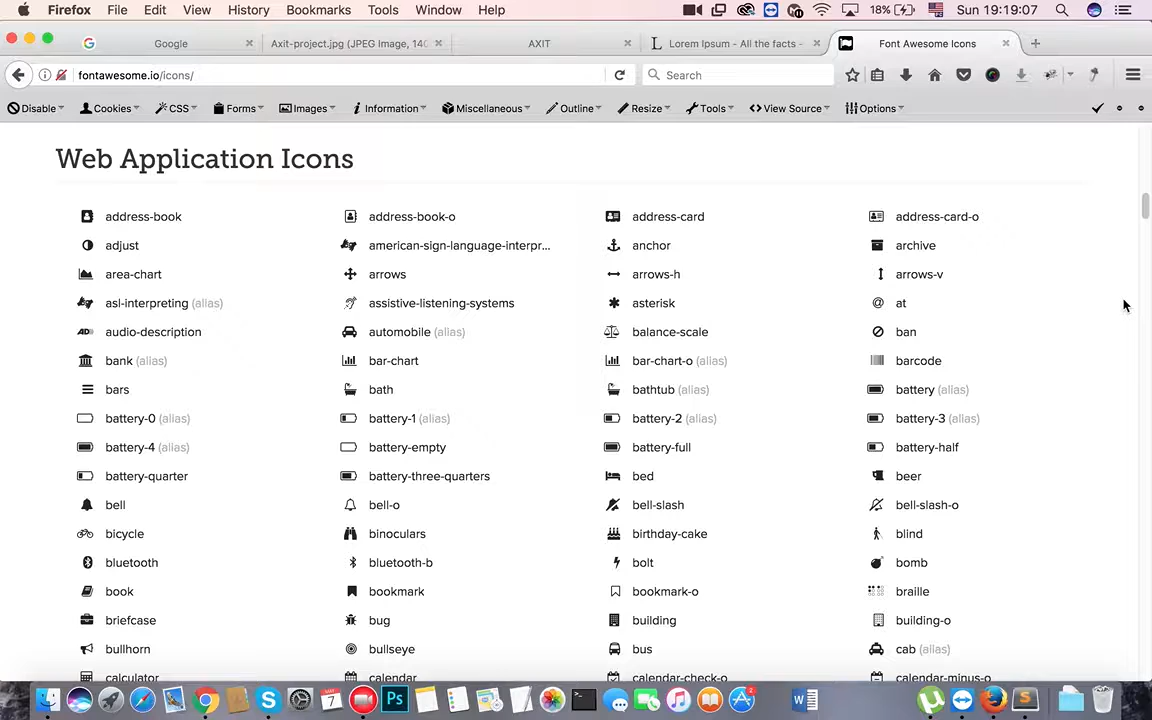 Firefox File Edit View History Bookmarks Tools Window Help 18% Sun 19:19:07
Google Axit-project.jpg (JPEG Image, 140 AXIT Lorem Ipsum - All the facts - Font Awesome Icons
fontawesome.io/icons/ Search
Disable Cookies CSS Forms Images Information Miscellaneous Outline Resize Tools View Source Options
Web Application Icons
address-book address-book-o address-card address-card-o
adjust american-sign-language-interpr... anchor archive
area-chart arrows arrows-h arrows-v
asl-interpreting (alias) assistive-listening-systems asterisk at
audio-description automobile (alias) balance-scale ban
bank (alias) bar-chart bar-chart-o (alias) barcode
bars bath bathtub (alias) battery (alias)
battery-0 (alias) battery-1 (alias) battery-2 (alias) battery-3 (alias)
battery-4 (alias) battery-empty battery-full battery-half
battery-quarter battery-three-quarters bed beer
bell bell-o bell-slash bell-slash-o
bicycle binoculars birthday-cake blind
bluetooth bluetooth-b bolt bomb
book bookmark bookmark-o braille
briefcase bug building building-o
bullhorn bullseye bus cab (alias)
calculator calendar calendar-check-o calendar-minus-o